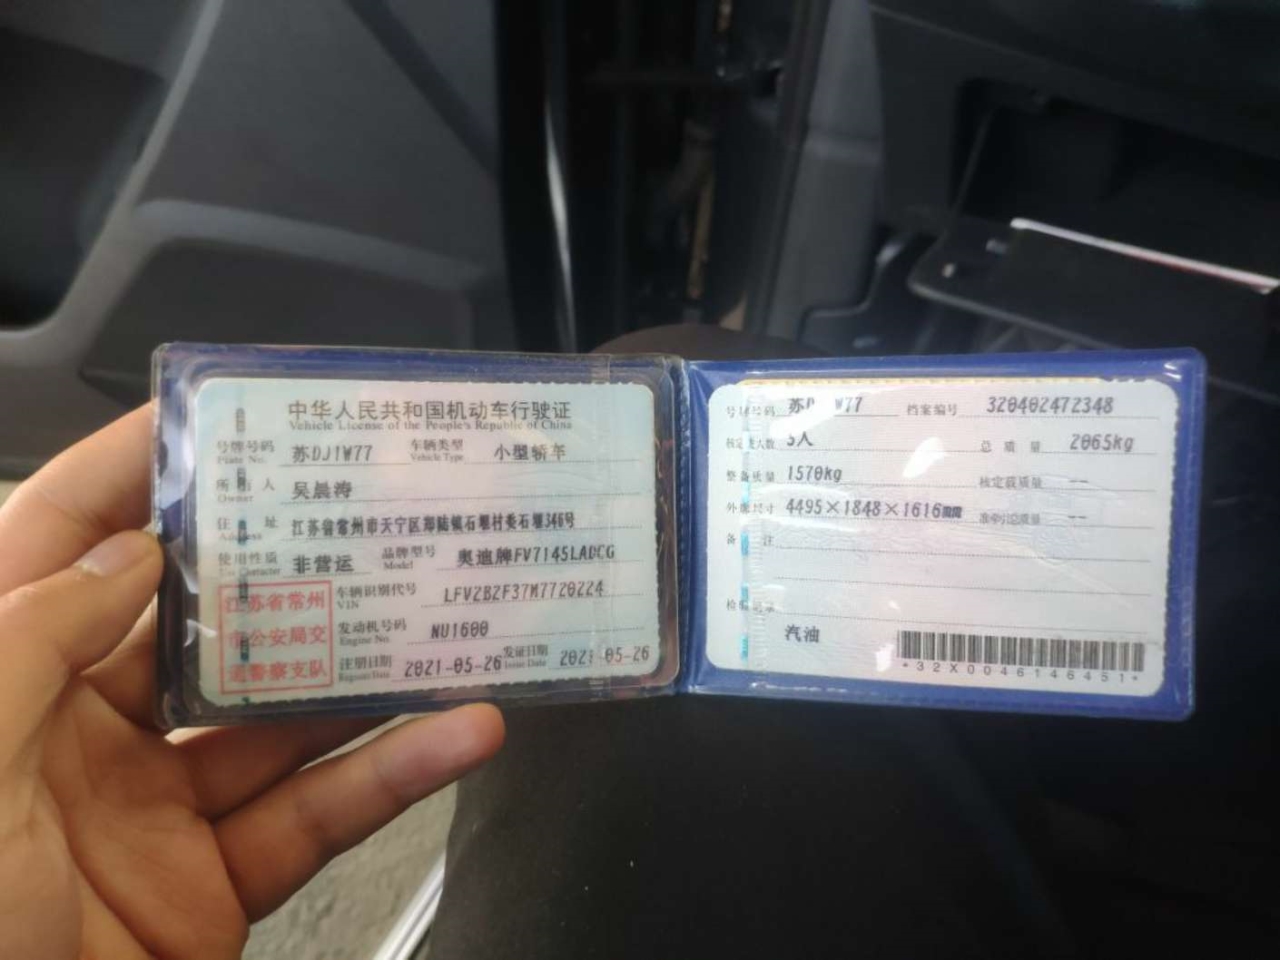 中华人民共和国机动车行驶证
Vehicle License of the People's Republic of China
号牌号码 苏DJ1W77 车辆类型 小型轿车
Plate No. Vehicle Type
所 人 吴晨涛
Owner
住 址 江苏省常州市天宁区郑陆镇石堰村委石堰346号
Address
使用性质 非营运 品牌型号 奥迪牌FV7145LADCG
Use Character Model
江苏省常州
市公安局交
通警察支队
车辆识别代号 LFV2B2F37M7720224
VIN
发动机号码 NU1600
Engine No.
注册日期 2021-05-26 发证日期 2021-05-26
Register Date Issue Date
号牌号码 苏D W77 档案编号 320402472348
核定载人数 5人 总 质 量 2065kg
整备质量 1570kg 核定载质量 --
外廓尺寸 4495×1848×1616mm 准牵引总质量 --
备 注
检验记录
汽油
*32X0046146451*